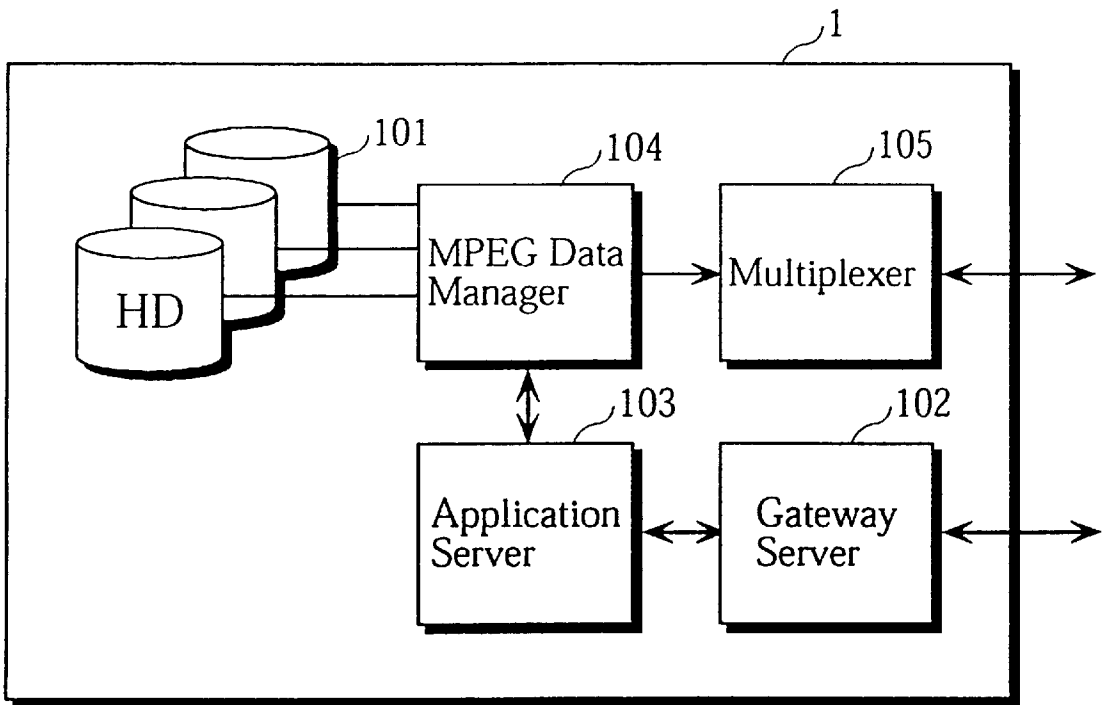 1
101
104
105
HD
MPEG Data
Manager
Multiplexer
103
102
Application
Server
Gateway
Server